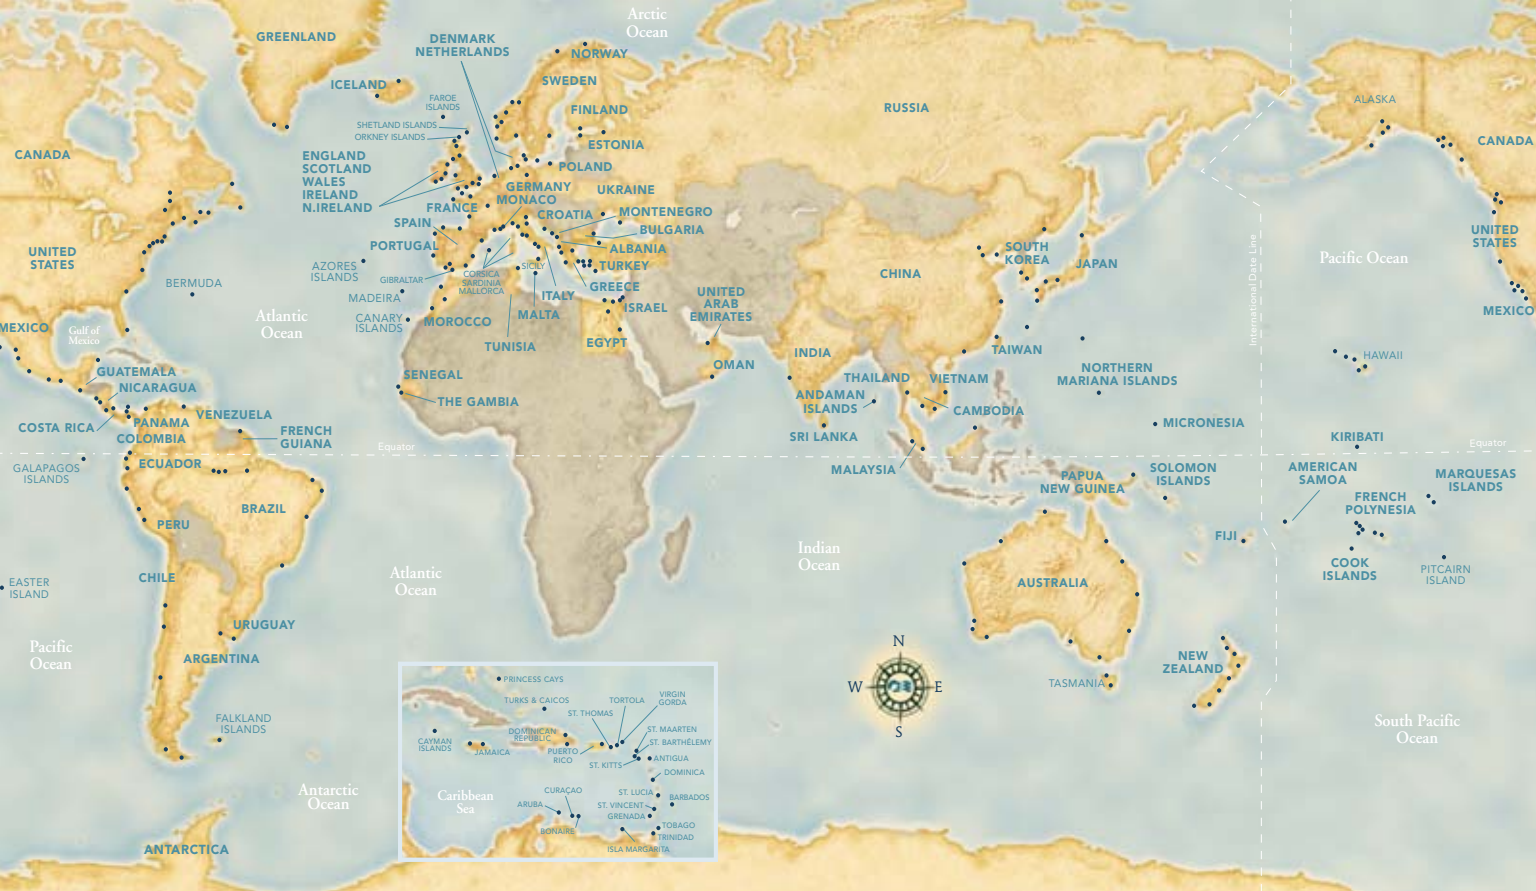 Arctic
Ocean
GREENLAND
DENMARK
NETHERLANDS
NORWAY
ICELAND
SWEDEN
FAROE
ISLANDS
FINLAND
RUSSIA
ALASKA
SHETLAND ISLANDS
ORKNEY ISLANDS
ESTONIA
CANADA
CANADA
ENGLAND
SCOTLAND
WALES
IRELAND
N.IRELAND
POLAND
GERMANY
MONACO
UKRAINE
FRANCE
CROATIA
MONTENEGRO
SPAIN
BULGARIA
PORTUGAL
ALBANIA
UNITED
STATES
UNITED
STATES
SOUTH
KOREA
JAPAN
Pacific Ocean
International Date Line
AZORES
ISLANDS
GIBRALTAR
CORSICA
SARDINIA
MALLORCA
SICILY
TURKEY
CHINA
BERMUDA
MADEIRA
ITALY
GREECE
UNITED
ARAB
EMIRATES
ISRAEL
MALTA
MEXICO
MEXICO
Gulf of
Mexico
Atlantic
Ocean
CANARY
ISLANDS
MOROCCO
TUNISIA
EGYPT
INDIA
TAIWAN
HAWAII
GUATEMALA
OMAN
NORTHERN
MARIANA ISLANDS
SENEGAL
THAILAND
VIETNAM
NICARAGUA
THE GAMBIA
ANDAMAN
ISLANDS
CAMBODIA
VENEZUELA
COSTA RICA
PANAMA
COLOMBIA
FRENCH
GUIANA
MICRONESIA
SRI LANKA
KIRIBATI
Equator
Equator
GALAPAGOS
ISLANDS
ECUADOR
MALAYSIA
PAPUA
NEW GUINEA
SOLOMON
ISLANDS
AMERICAN
SAMOA
MARQUESAS
ISLANDS
FRENCH
POLYNESIA
BRAZIL
PERU
FIJI
Indian
Ocean
COOK
ISLANDS
PITCAIRN
ISLAND
CHILE
Atlantic
Ocean
AUSTRALIA
EASTER
ISLAND
URUGUAY
Pacific
Ocean
ARGENTINA
N
W
E
S
NEW
ZEALAND
TASMANIA
FALKLAND
ISLANDS
South Pacific
Ocean
PRINCESS CAYS
TURKS & CAICOS
TORTOLA
VIRGIN
GORDA
ST. THOMAS
CAYMAN
ISLANDS
JAMAICA
DOMINICAN
REPUBLIC
PUERTO
RICO
ST. MAARTEN
ST. BARTHÉLEMY
ST. KITTS
ANTIGUA
DOMINICA
Caribbean
Sea
CURAÇAO
ARUBA
BONAIRE
ST. LUCIA
BARBADOS
ST. VINCENT
GRENADA
TOBAGO
TRINIDAD
ISLA MARGARITA
Antarctic
Ocean
ANTARCTICA